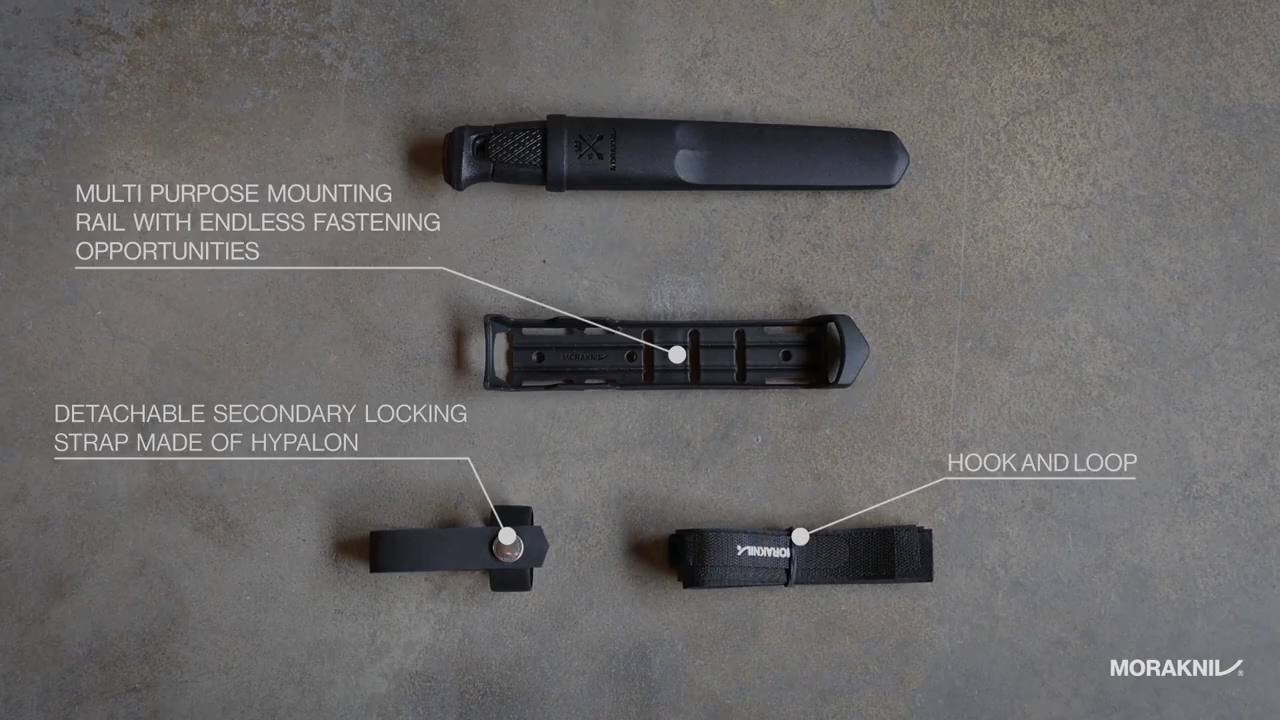 MULTI PURPOSE MOUNTING
RAIL WITH ENDLESS FASTENING
OPPORTUNITIES
MORAKNIV
DETACHABLE SECONDARY LOCKING
STRAP MADE OF HYPALON
HOOK AND LOOP
MORAKNIV
MORAKNIV®